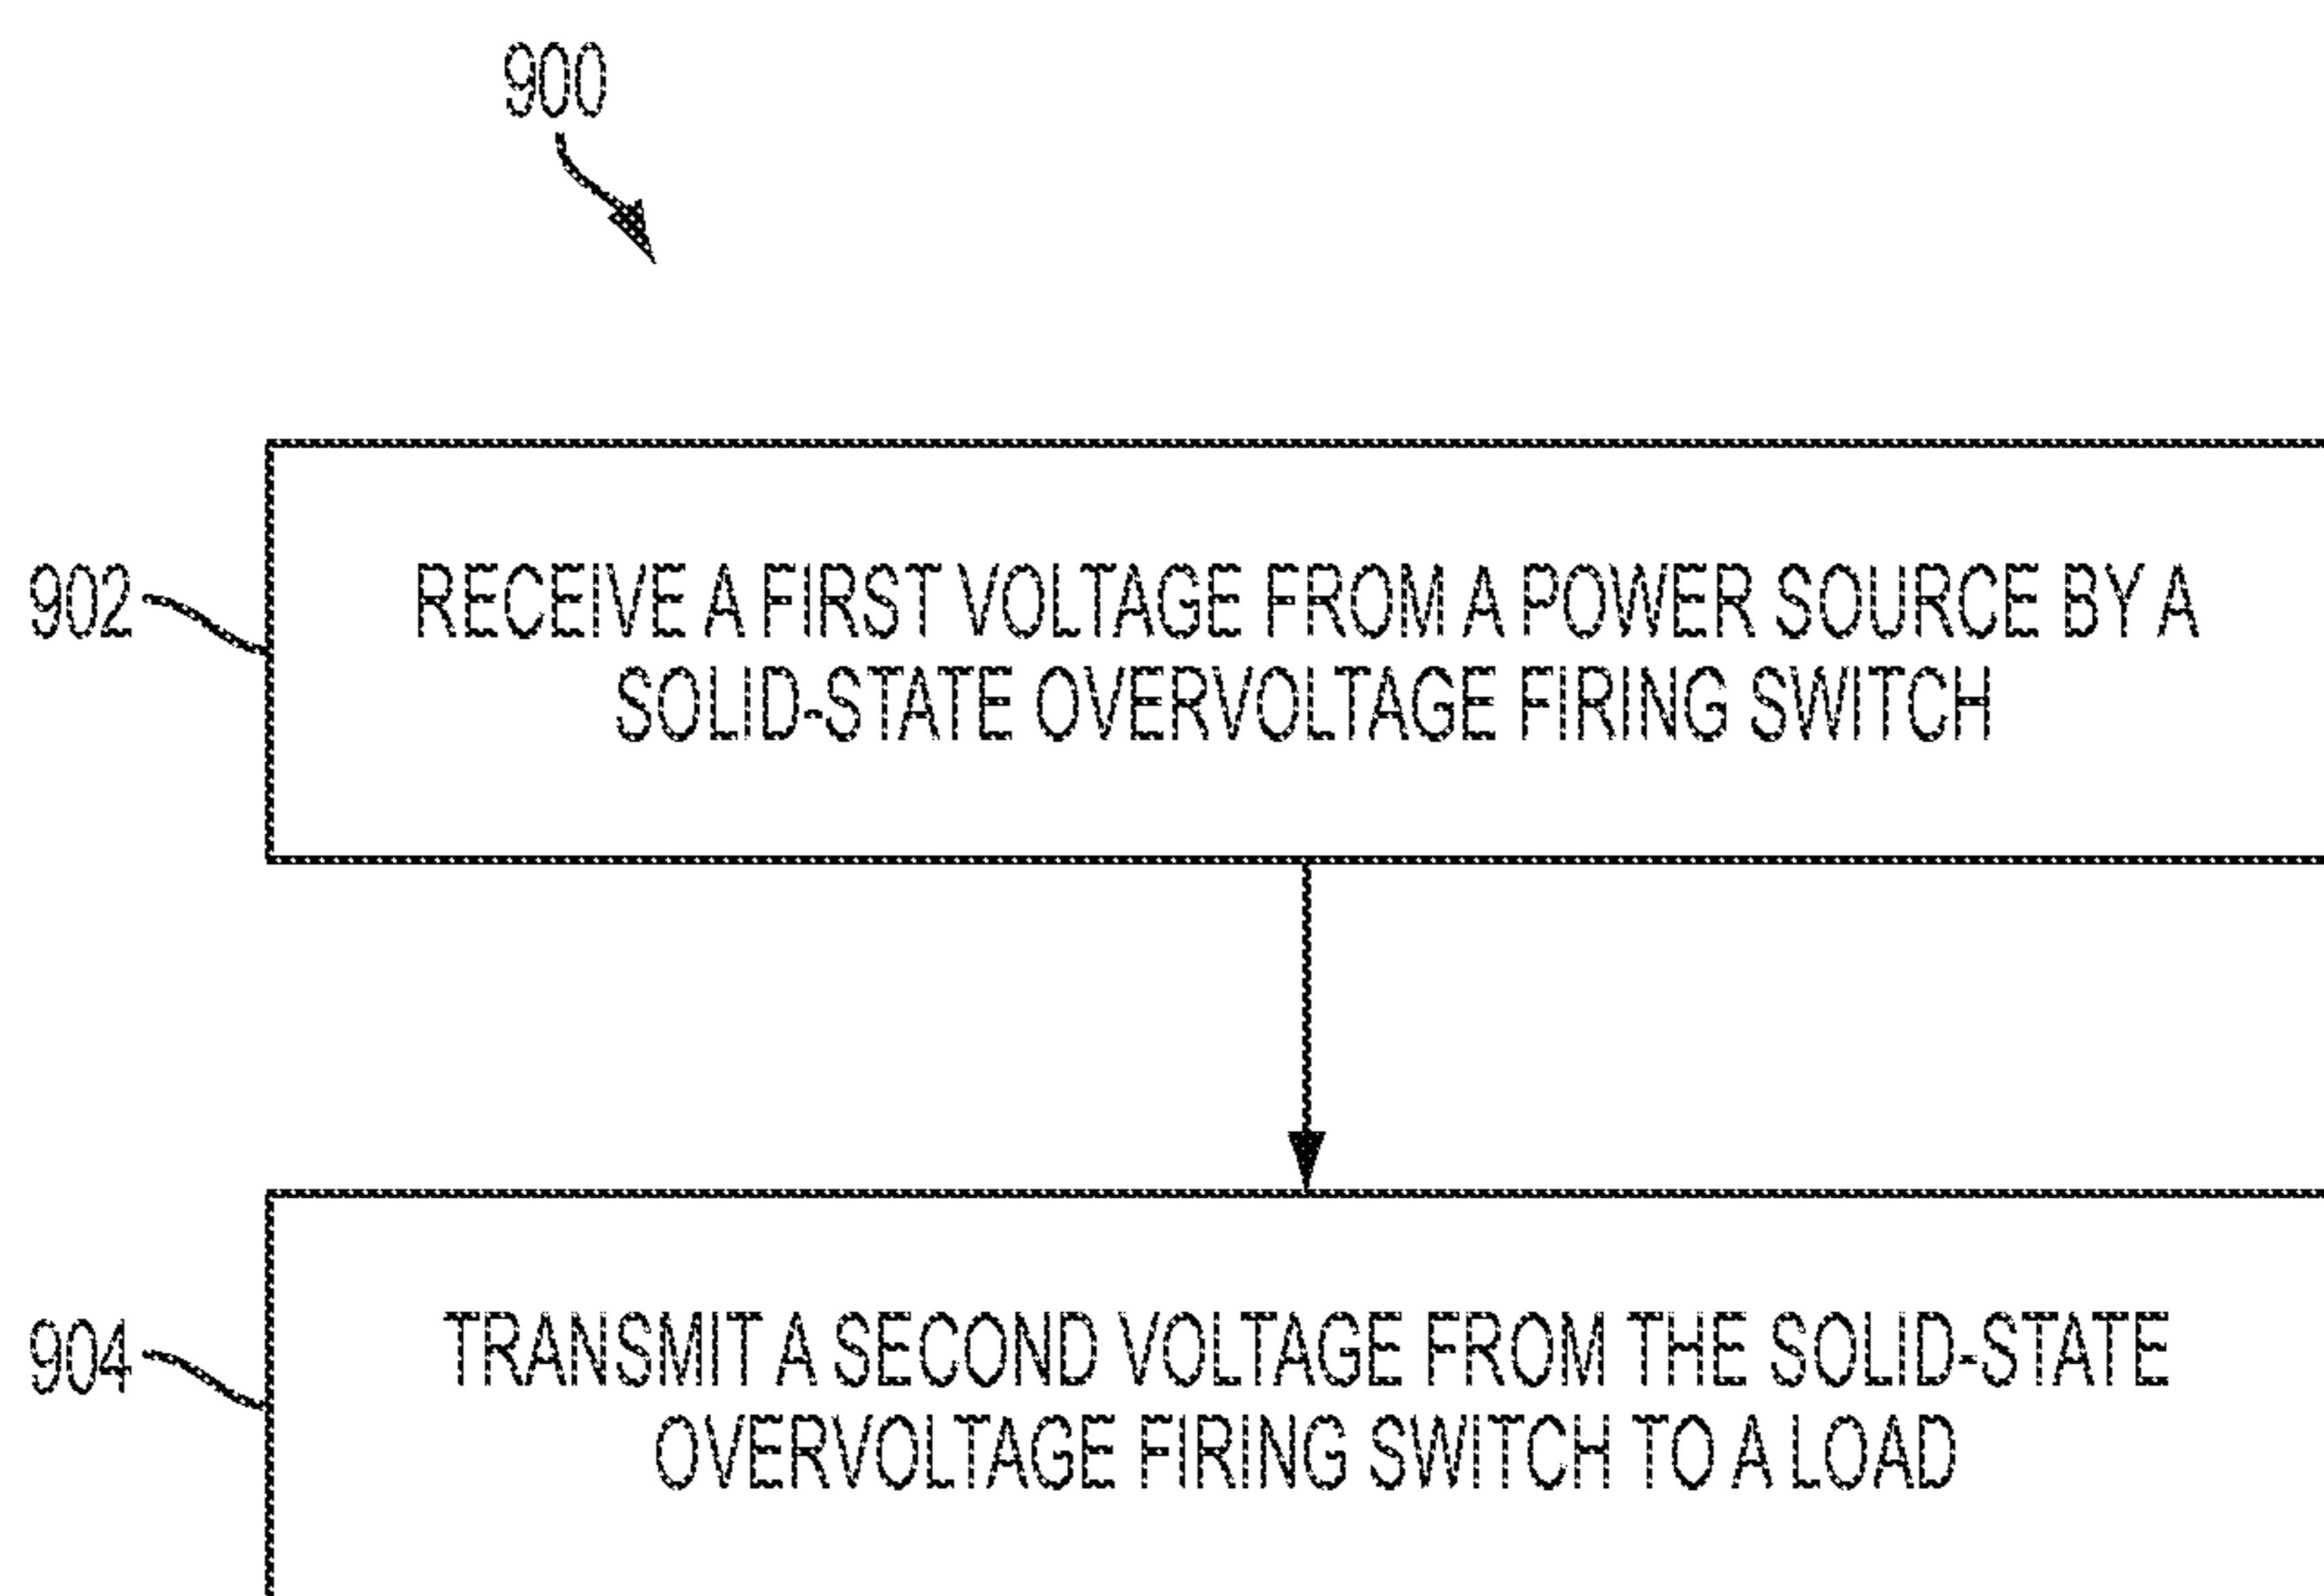 900
902
RECEIVE A FIRST VOLTAGE FROM A POWER SOURCE BY A
SOLID-STATE OVERVOLTAGE FIRING SWITCH
904
TRANSMIT A SECOND VOLTAGE FROM THE SOLID-STATE
OVERVOLTAGE FIRING SWITCH TO A LOAD